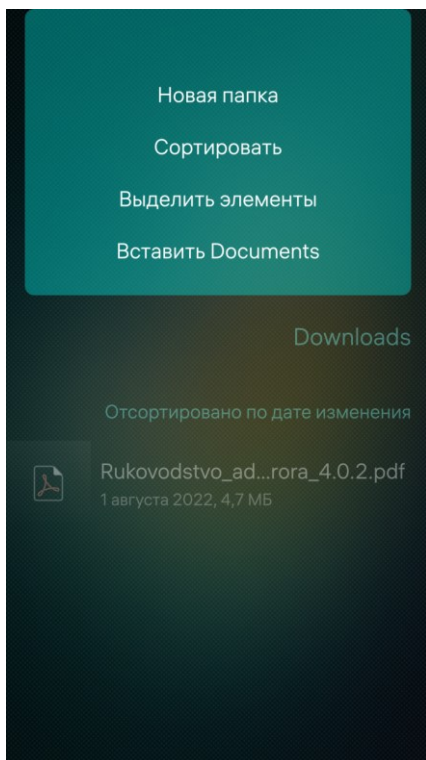 Новая папка
Сортировать
Выделить элементы
Вставить Documents
Downloads
Отсортировано по дате изменения
Rukovodstvo_ad...rora_4.0.2.pdf
1 августа 2022, 4,7 МБ